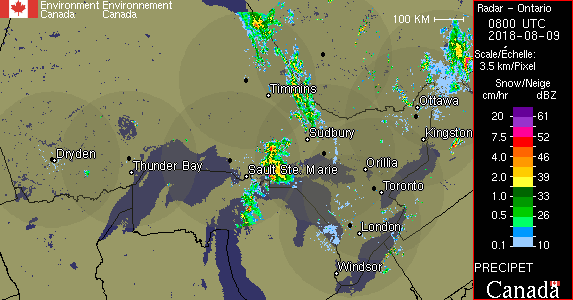 Environment Environnement
Canada Canada
100 KM
Timmins
Ottawa
Sudbury
Kingston
Dryden
Thunder Bay
Sault Ste. Marie
Orillia
Toronto
London
Windsor
Radar - Ontario
0800 UTC
2018-08-09
Scale/Échelle:
3.5 km/Pixel
Snow/Neige
cm/hr dBZ
20 61
7.5 57
5.2 52
4.0 46
2.0 39
1.0 33
0.5 26
0.1 10
PRECIPET
Canada